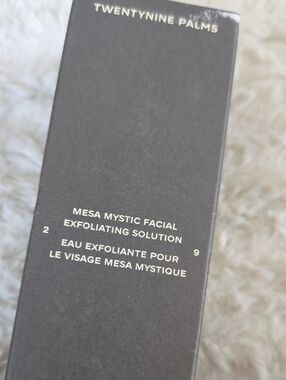 TWENTYNINE PALMS
MESA MYSTIC FACIAL
EXFOLIATING SOLUTION
2 9
EAU EXFOLIANTE POUR
LE VISAGE MESA MYSTIQUE